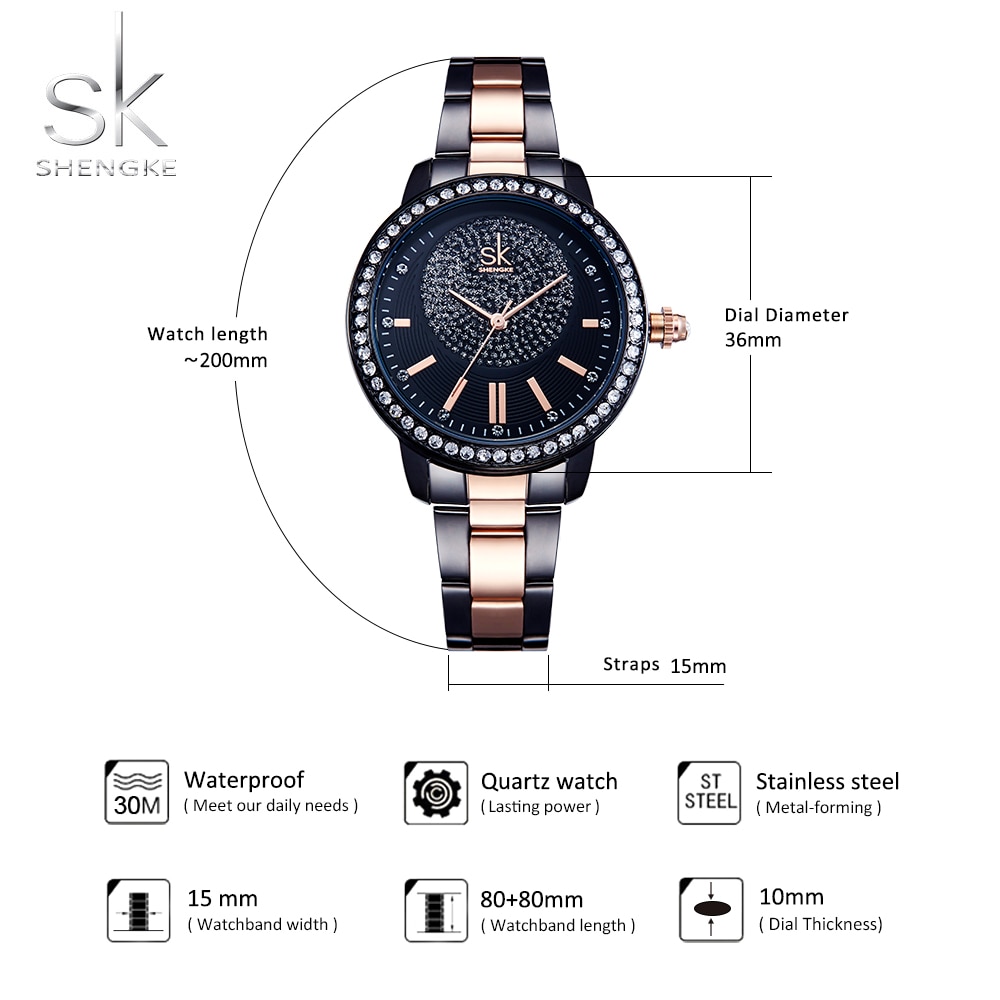 sk
SHENGKE
sk
SHENGKE
Watch length
~200mm
Dial Diameter
36mm
Straps 15mm
30M
Waterproof
( Meet our daily needs )
Quartz watch
( Lasting power )
ST
STEEL
Stainless steel
( Metal-forming )
15 mm
( Watchband width )
80+80mm
( Watchband length )
10mm
( Dial Thickness)